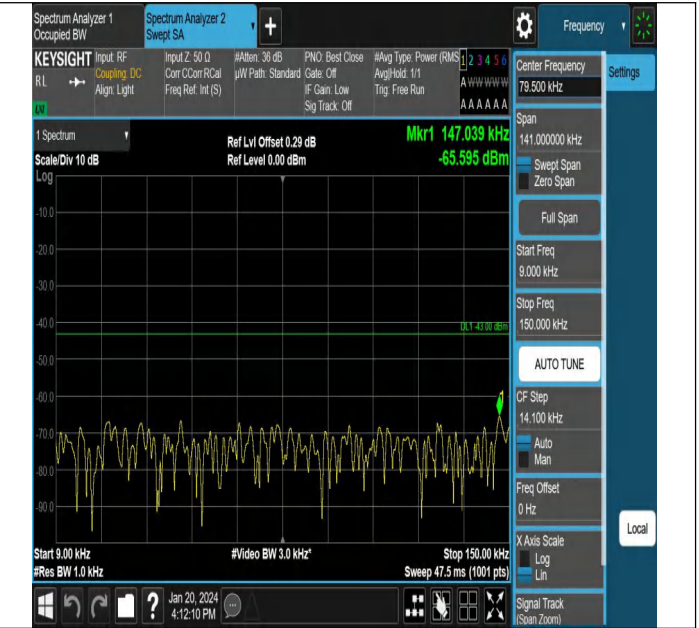 Spectrum Analyzer 1
Occupied BW
Spectrum Analyzer 2
Swept SA
+
Frequency
KEYSIGHT
RL
LXI
Input: RF
Coupling: DC
Align: Light
Input Z: 50 Ω
Corr CCorr RCal
Freq Ref: Int (S)
#Atten: 36 dB
µW Path: Standard
PNO: Best Close
Gate: Off
IF Gain: Low
Sig Track: Off
#Avg Type: Power (RMS
Avg|Hold: 1/1
Trig: Free Run
1 2 3 4 5 6
A W W W W W
A A A A A A
1 Spectrum
Scale/Div 10 dB
Log
Ref Lvl Offset 0.29 dB
Ref Level 0.00 dBm
Mkr1 147.039 kHz
-65.595 dBm
-10.0
-20.0
-30.0
-40.0
-50.0
-60.0
-70.0
-80.0
-90.0
DL1 -43.00 dBm
1
Start 9.00 kHz
#Res BW 1.0 kHz
#Video BW 3.0 kHz*
Stop 150.00 kHz
Sweep 47.5 ms (1001 pts)
?
Jan 20, 2024
4:12:10 PM
Center Frequency
79.500 kHz
Settings
Span
141.000000 kHz
Swept Span
Zero Span
Full Span
Start Freq
9.000 kHz
Stop Freq
150.000 kHz
AUTO TUNE
CF Step
14.100 kHz
Auto
Man
Freq Offset
0 Hz
X Axis Scale
Log
Lin
Local
Signal Track
(Span Zoom)